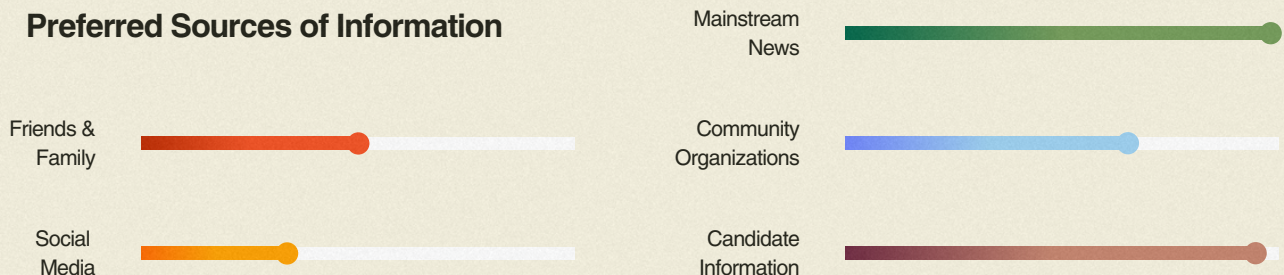 Preferred Sources of Information
Mainstream
News
Friends &
Family
Community
Organizations
Social
Media
Candidate
Information